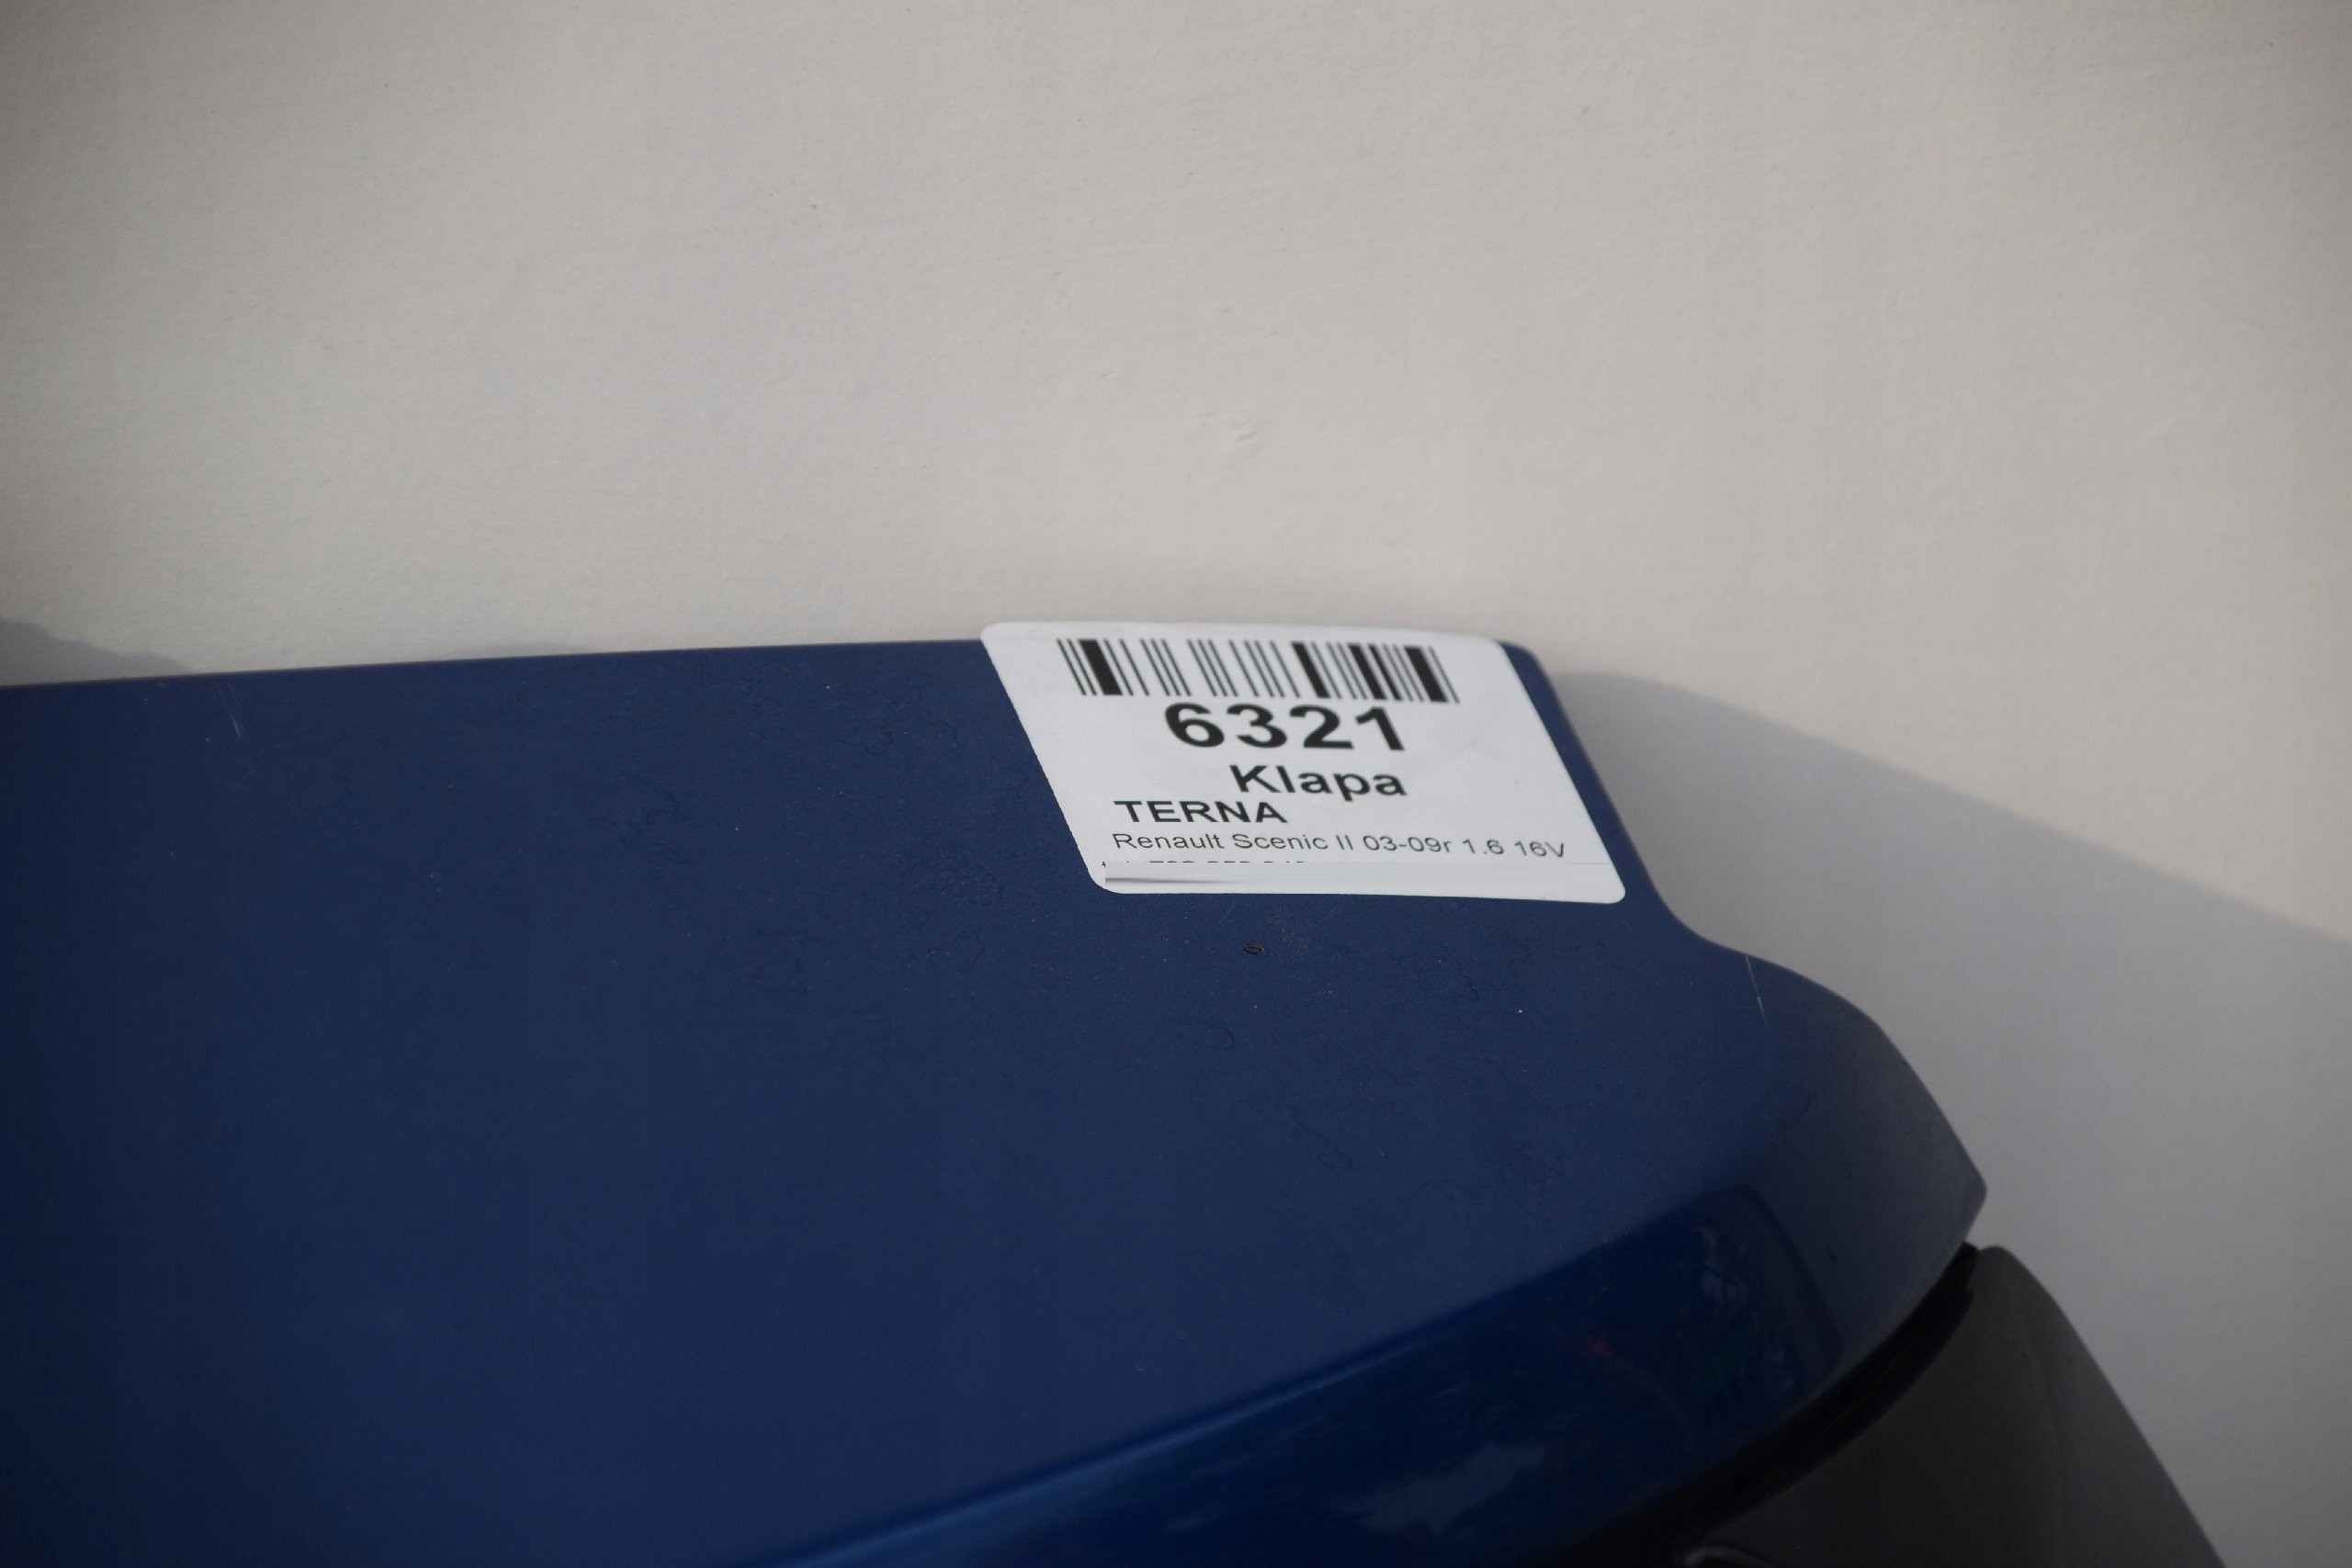 6321
Klapa
TERNA
Renault Scenic II 03-09r 1.6 16V